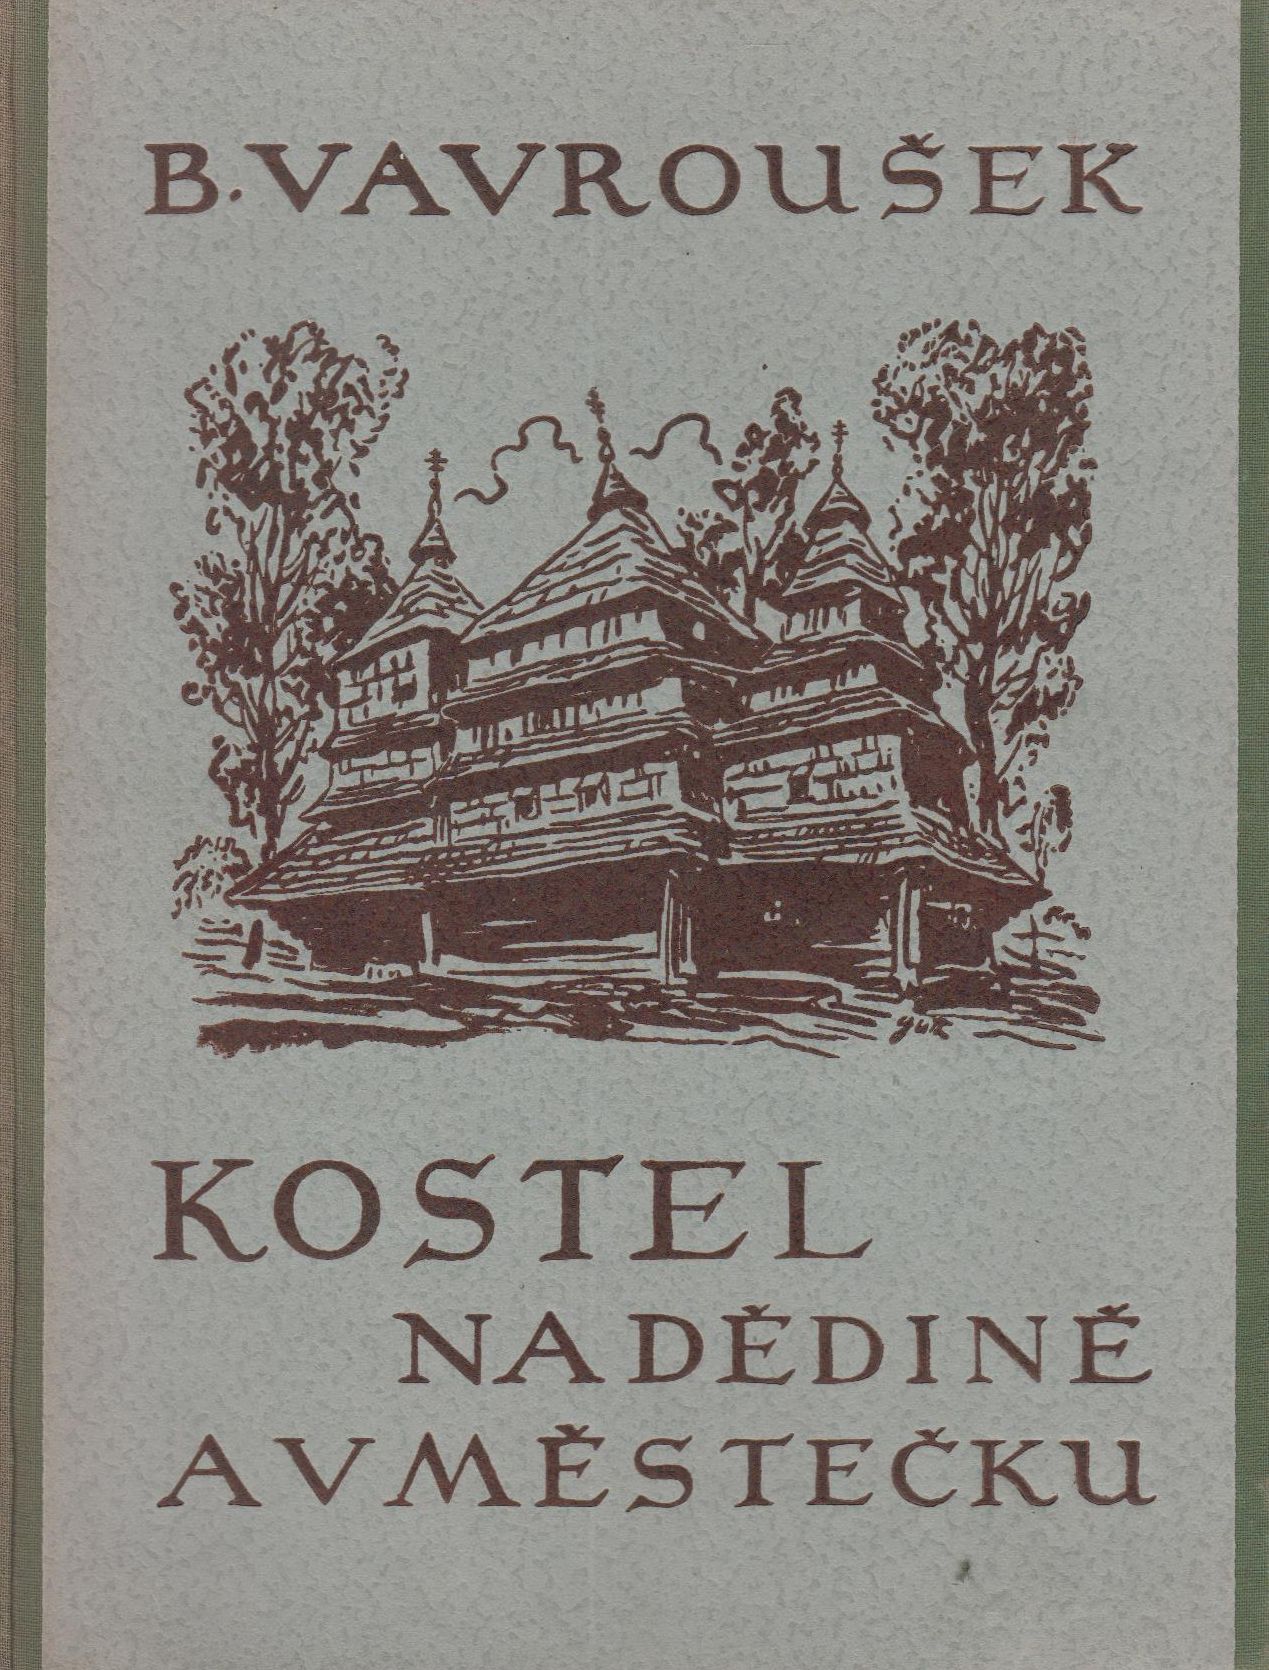 B. VAVROUŠEK
KOSTEL
NA DĚDINĚ
A V MĚSTEČKU